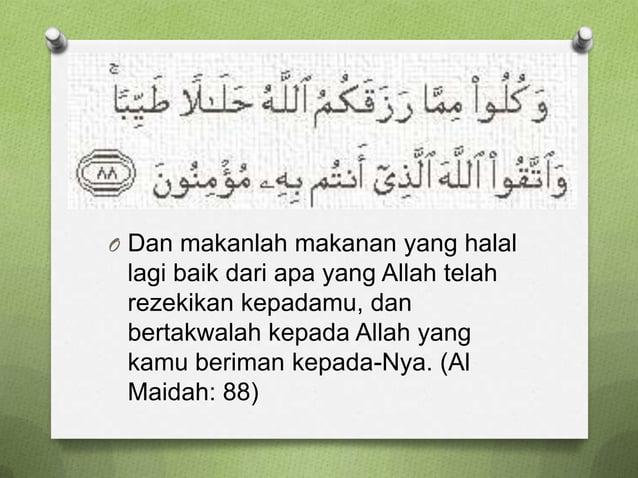 وَكُلُوا۟ مِمَّا رَزَقَكُمُ ٱللَّهُ حَلَـٰلًا طَيِّبًا ۚ
وَٱتَّقُوا۟ ٱللَّهَ ٱلَّذِىٓ أَنتُم بِهِۦ مُؤْمِنُونَ ٨٨
Dan makanlah makanan yang halal
lagi baik dari apa yang Allah telah
rezekikan kepadamu, dan
bertakwalah kepada Allah yang
kamu beriman kepada-Nya. (Al
Maidah: 88)